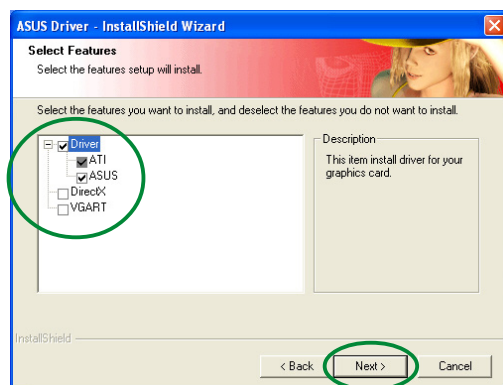 ASUS Driver - InstallShield Wizard
Select Features
Select the features setup will install.
Select the features you want to install, and deselect the features you do not want to install.
Driver
ATI
ASUS
DirectX
VGART
Description
This item install driver for your
graphics card.
InstallShield
< Back
Next >
Cancel